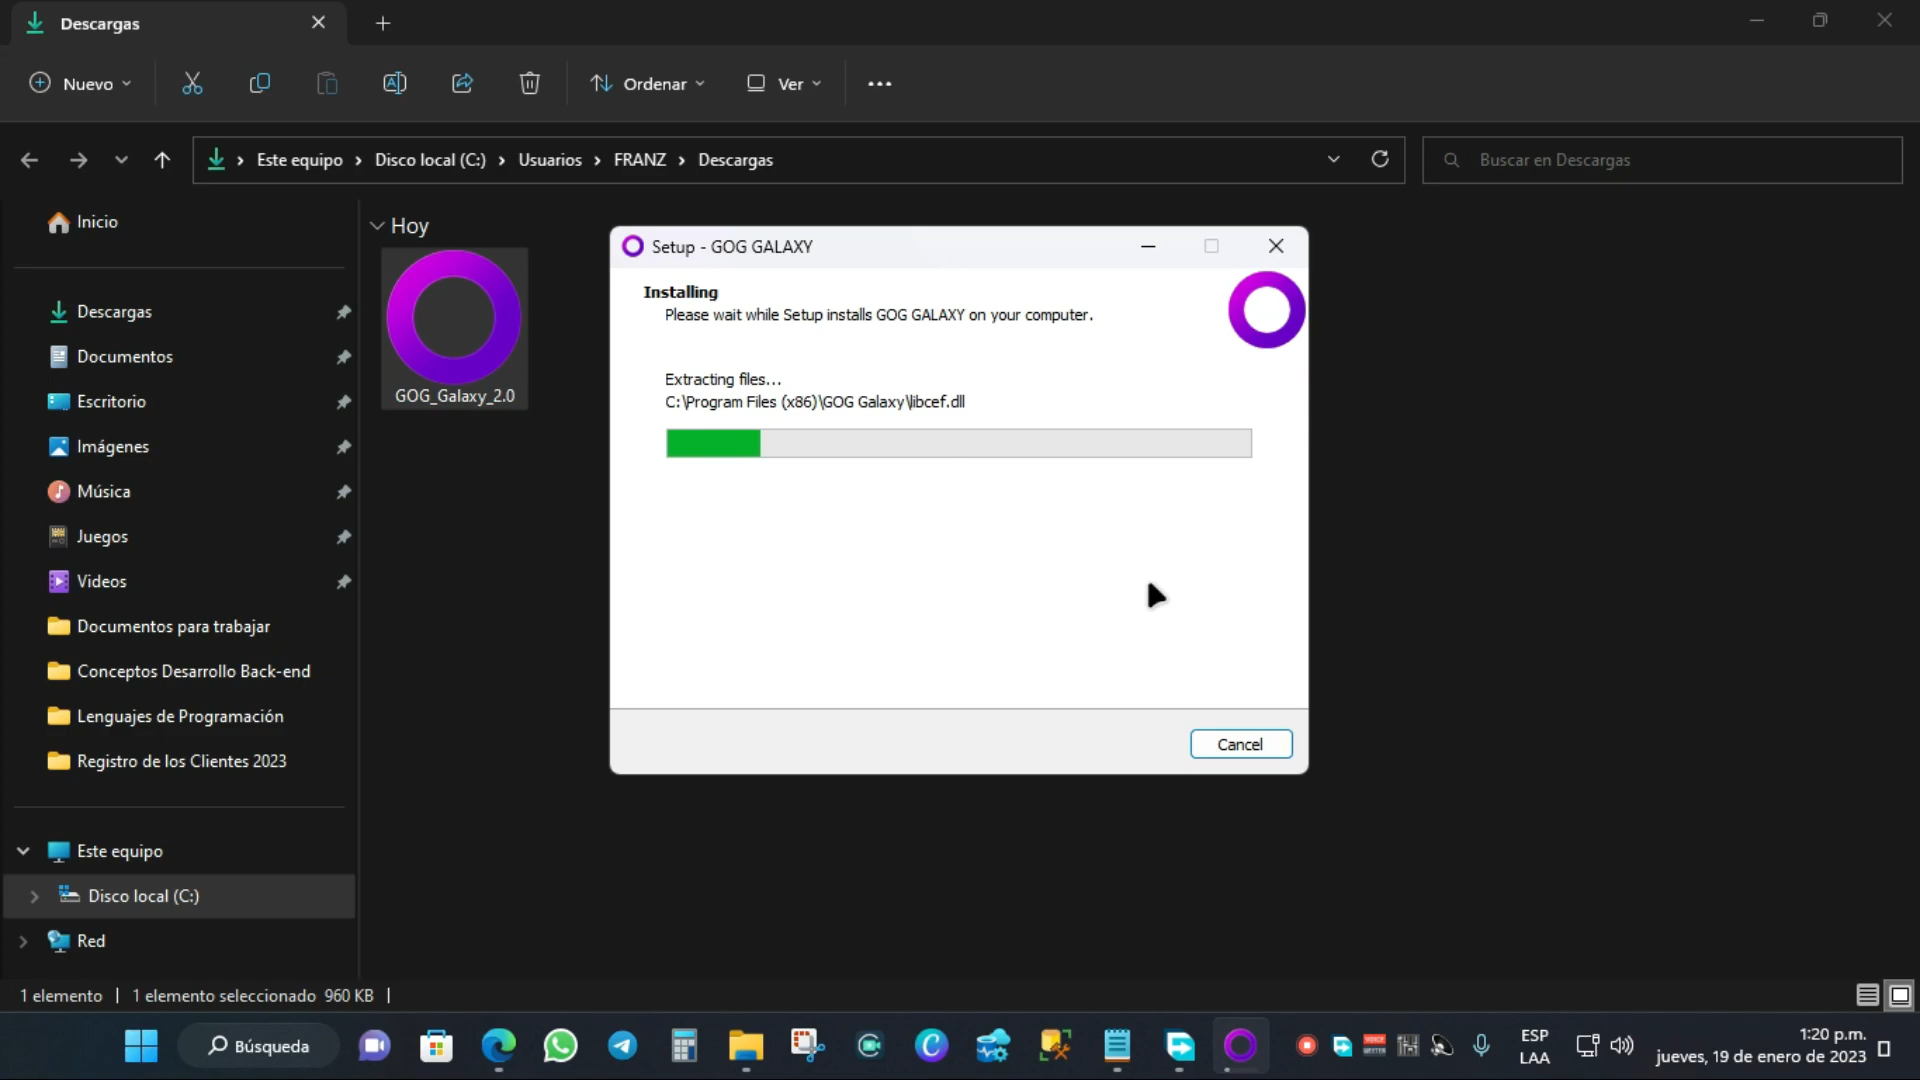 Descargas
Nuevo
Ordenar
Ver
Este equipo > Disco local (C:) > Usuarios > FRANZ > Descargas
Buscar en Descargas
Inicio
Descargas
Documentos
Escritorio
Imágenes
Música
Juegos
Videos
Documentos para trabajar
Conceptos Desarrollo Back-end
Lenguajes de Programación
Registro de los Clientes 2023
Este equipo
Disco local (C:)
Red
Hoy
GOG_Galaxy_2.0
Setup - GOG GALAXY
Installing
Please wait while Setup installs GOG GALAXY on your computer.
Extracting files...
C:\Program Files (x86)\GOG Galaxy\libcef.dll
Cancel
1 elemento
1 elemento seleccionado 960 KB
Búsqueda
ESP
LAA
1:20 p.m.
jueves, 19 de enero de 2023